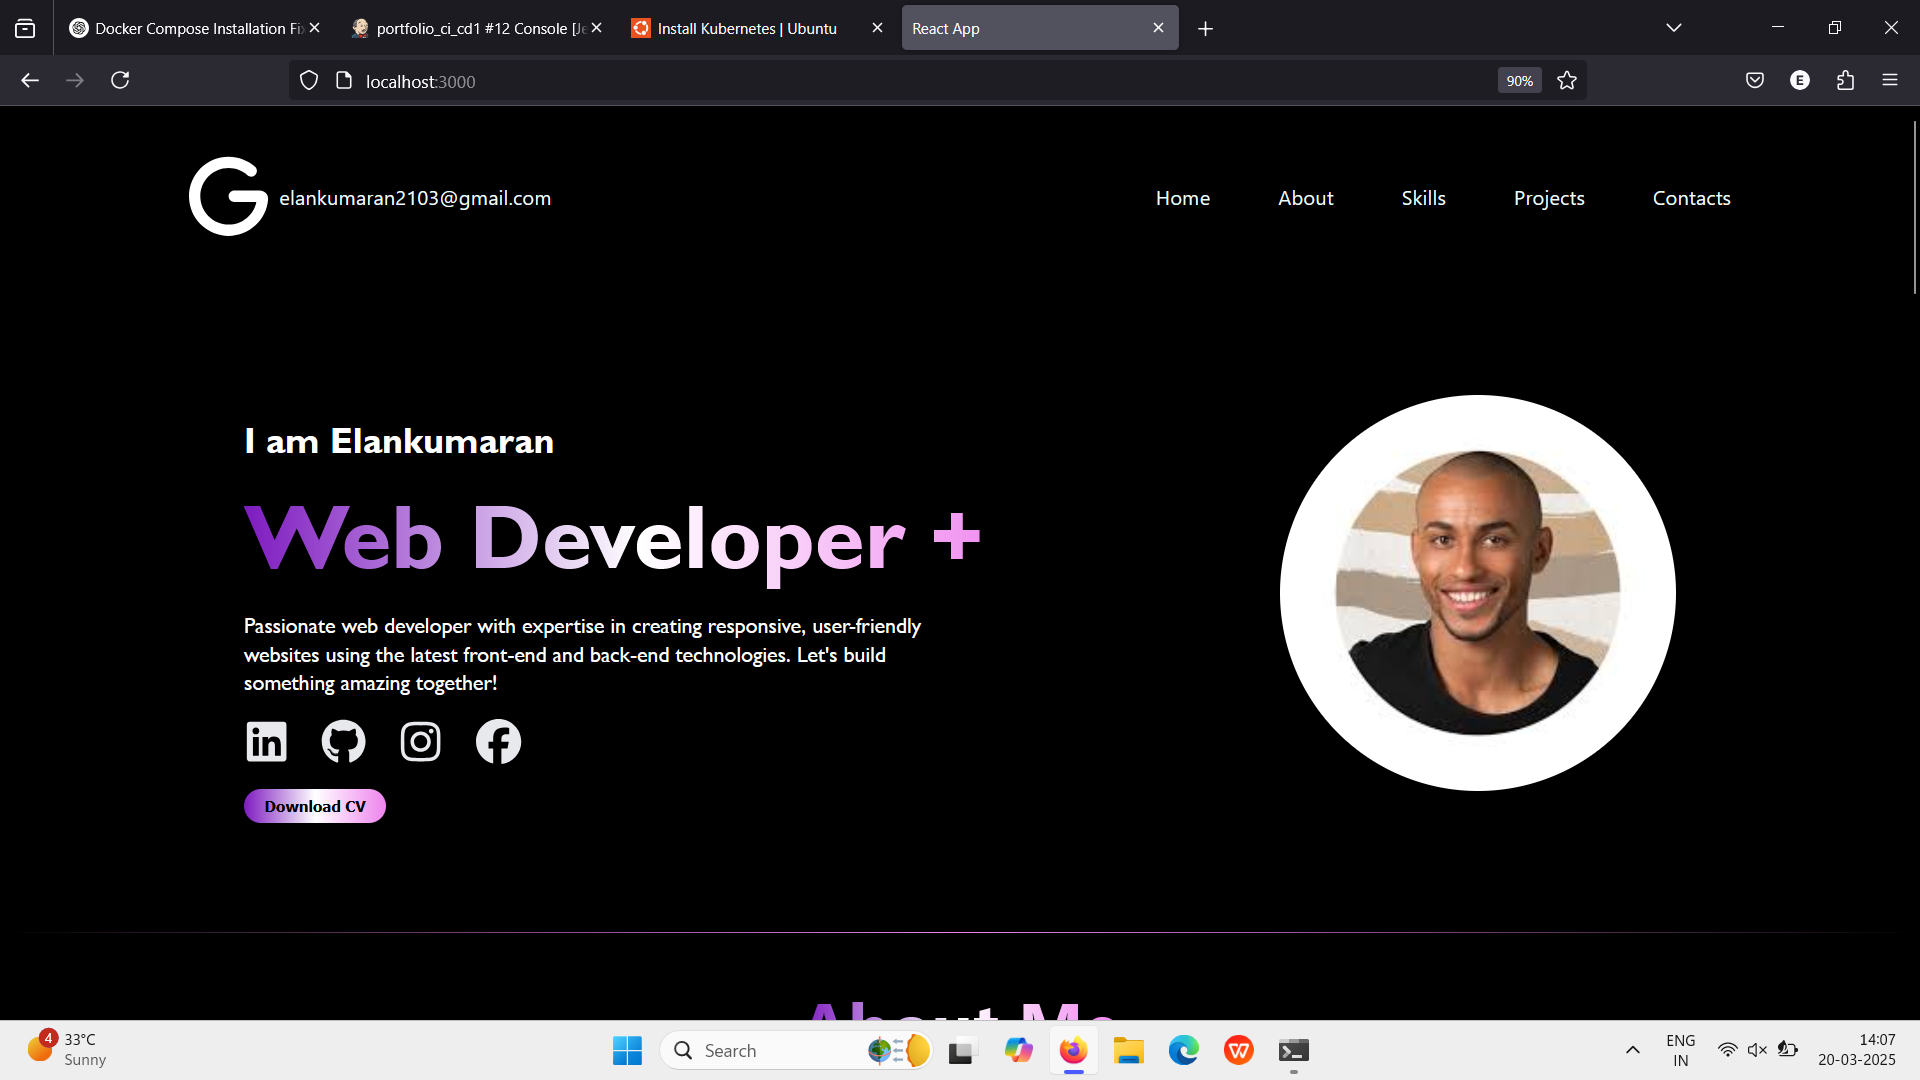 Docker Compose Installation Fi
portfolio_ci_cd1 #12 Console [Je
Install Kubernetes | Ubuntu
React App
localhost:3000
90%
E
G
elankumaran2103@gmail.com
Home
About
Skills
Projects
Contacts
I am Elankumaran
Web Developer +
Passionate web developer with expertise in creating responsive, user-friendly
websites using the latest front-end and back-end technologies. Let's build
something amazing together!
in
Download CV
About Me
4
33°C
Sunny
Search
W
ENG
IN
14:07
20-03-2025